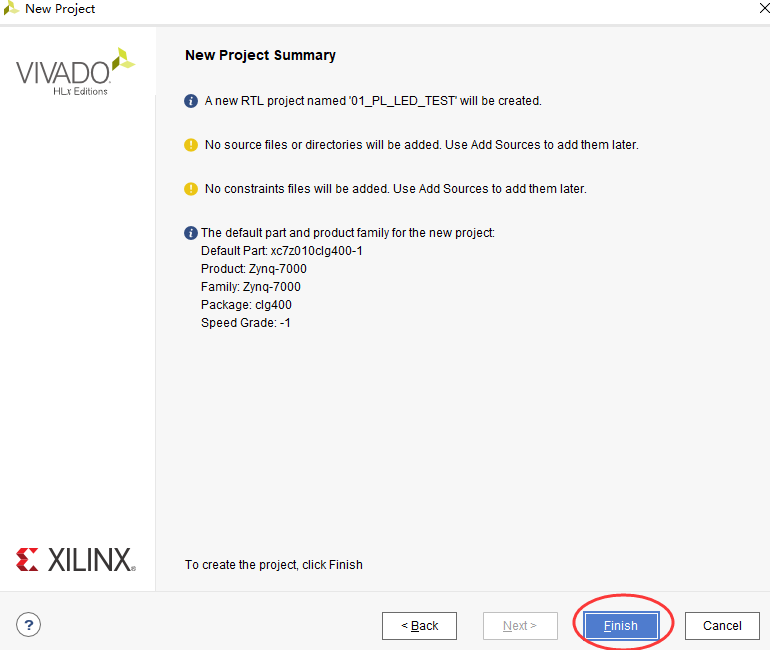 New Project
VIVADO
HLx Editions
New Project Summary
A new RTL project named '01_PL_LED_TEST' will be created.
No source files or directories will be added. Use Add Sources to add them later.
No constraints files will be added. Use Add Sources to add them later.
The default part and product family for the new project:
Default Part: xc7z010clg400-1
Product: Zynq-7000
Family: Zynq-7000
Package: clg400
Speed Grade: -1
XILINX
To create the project, click Finish
?
< Back
Next >
Finish
Cancel